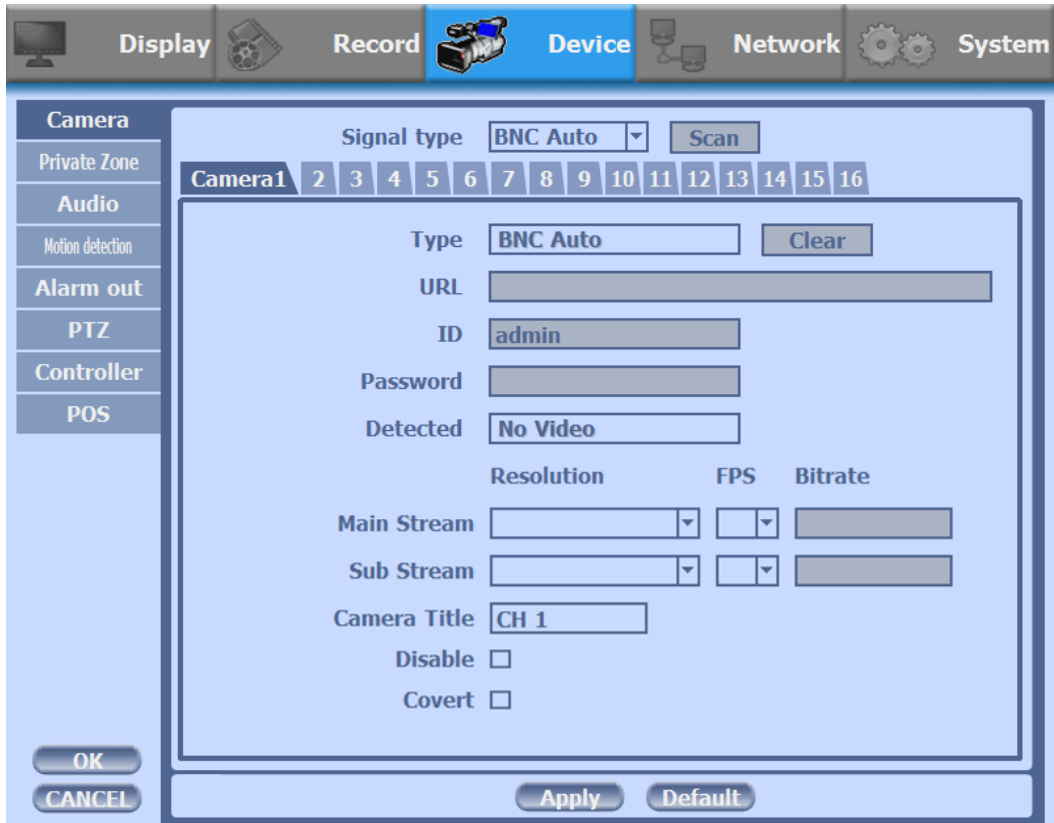 Display Record Device Network System
Camera
Private Zone
Audio
Motion detection
Alarm out
PTZ
Controller
POS
OK
CANCEL
Signal type BNC Auto Scan
Camera1 2 3 4 5 6 7 8 9 10 11 12 13 14 15 16
Type BNC Auto Clear
URL
ID admin
Password
Detected No Video
Resolution FPS Bitrate
Main Stream
Sub Stream
Camera Title CH 1
Disable
Covert
Apply Default